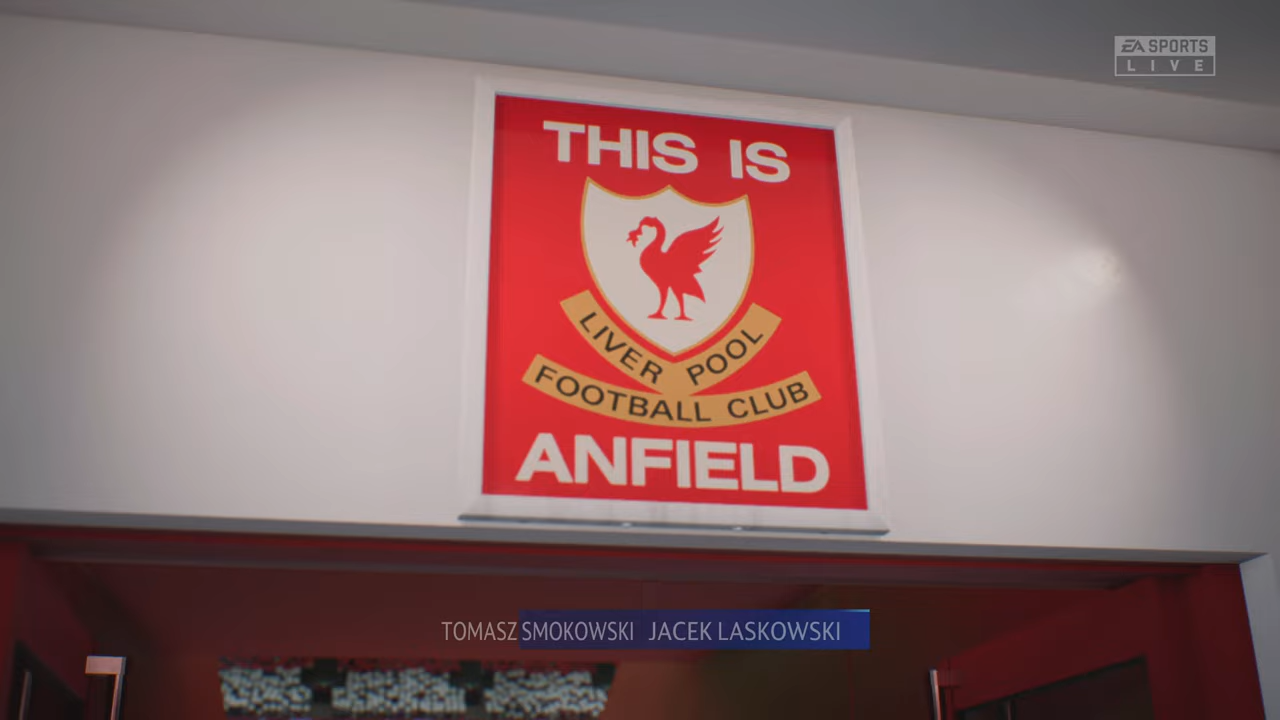 EA SPORTS
LIVE
THIS IS
LIVER POOL
FOOTBALL CLUB
ANFIELD
TOMASZ SMOKOWSKI JACEK LASKOWSKI